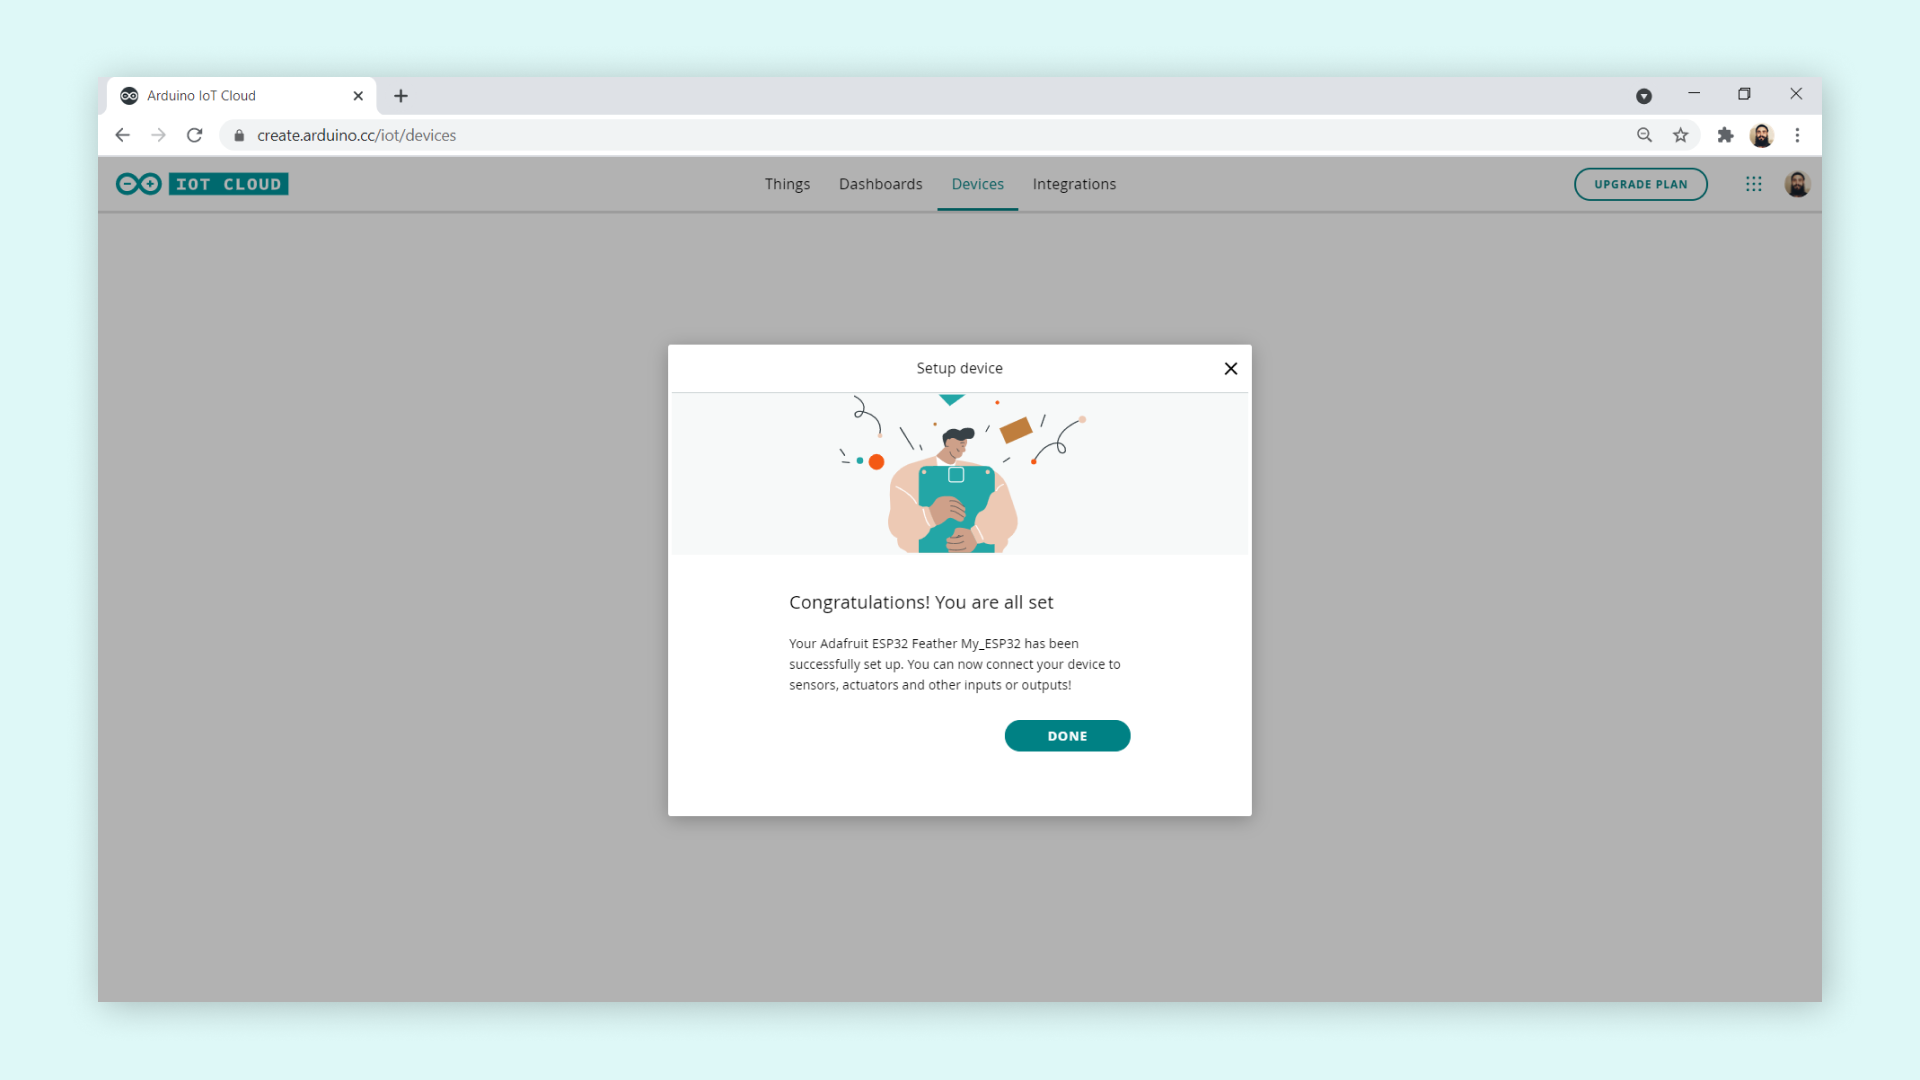 Arduino IoT Cloud
create.arduino.cc/iot/devices
IOT CLOUD
Things
Dashboards
Devices
Integrations
UPGRADE PLAN
Setup device
Congratulations! You are all set
Your Adafruit ESP32 Feather My_ESP32 has been
successfully set up. You can now connect your device to
sensors, actuators and other inputs or outputs!
DONE